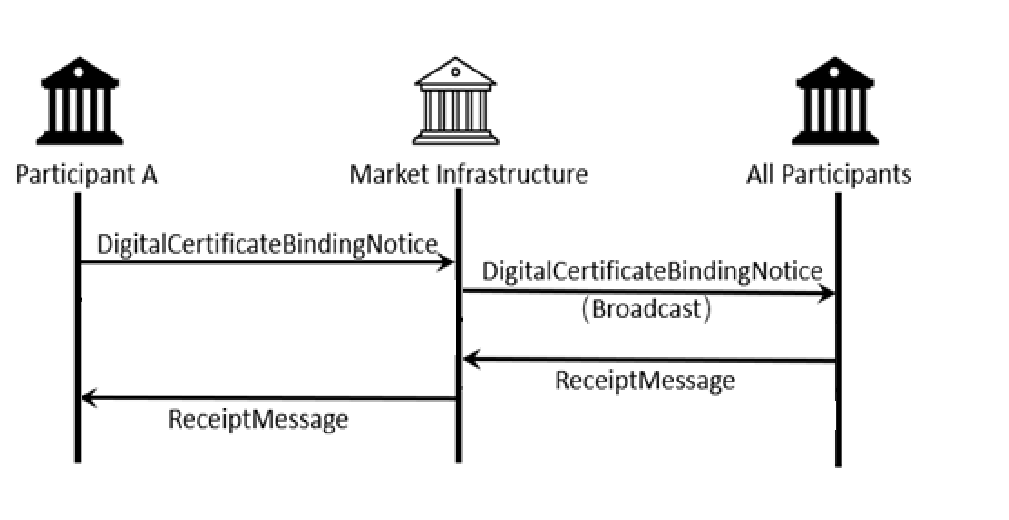 Participant A
Market Infrastructure
All Participants
DigitalCertificateBindingNotice
DigitalCertificateBindingNotice
(Broadcast)
ReceiptMessage
ReceiptMessage